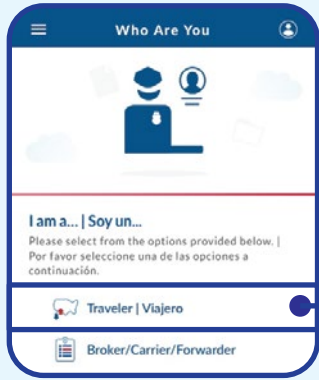 Who Are You
I am a... | Soy un...
Please select from the options provided below. |
Por favor seleccione una de las opciones a
continuación.
Traveler | Viajero
Broker/Carrier/Forwarder